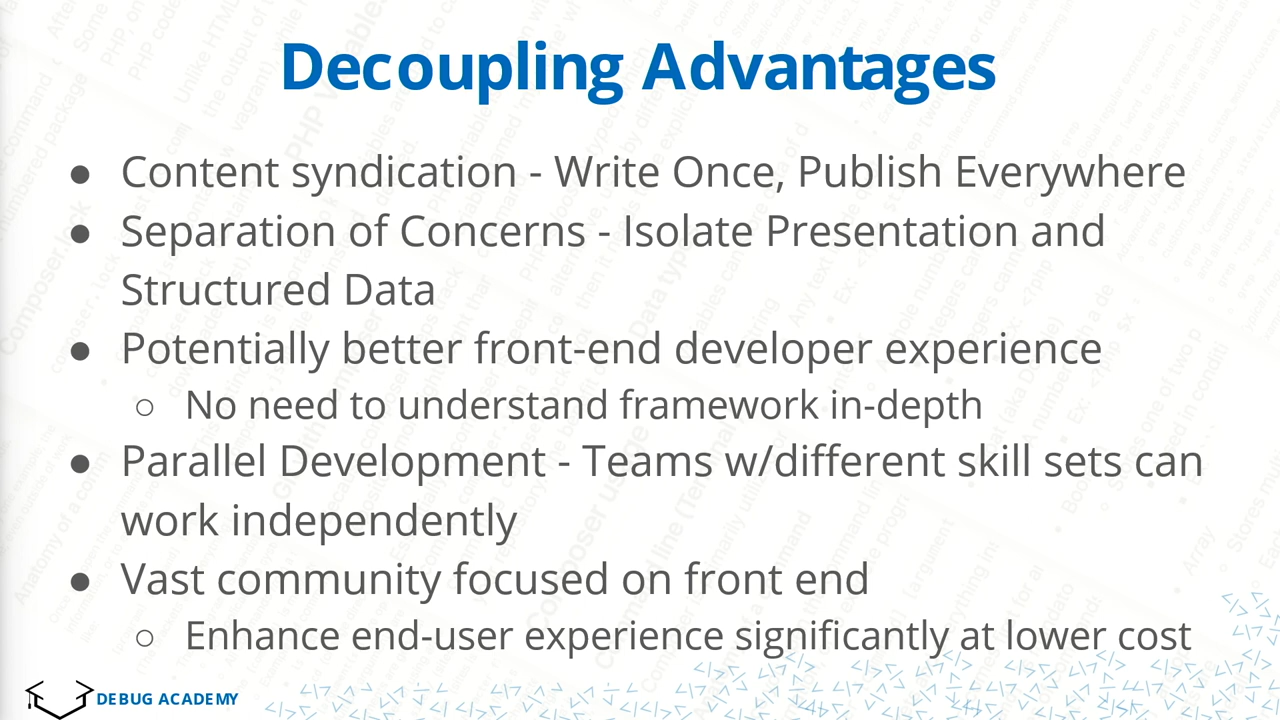 Decoupling Advantages
● Content syndication - Write Once, Publish Everywhere
● Separation of Concerns - Isolate Presentation and
Structured Data
● Potentially better front-end developer experience
○ No need to understand framework in-depth
● Parallel Development - Teams w/different skill sets can
work independently
● Vast community focused on front end
○ Enhance end-user experience significantly at lower cost
DEBUG ACADEMY